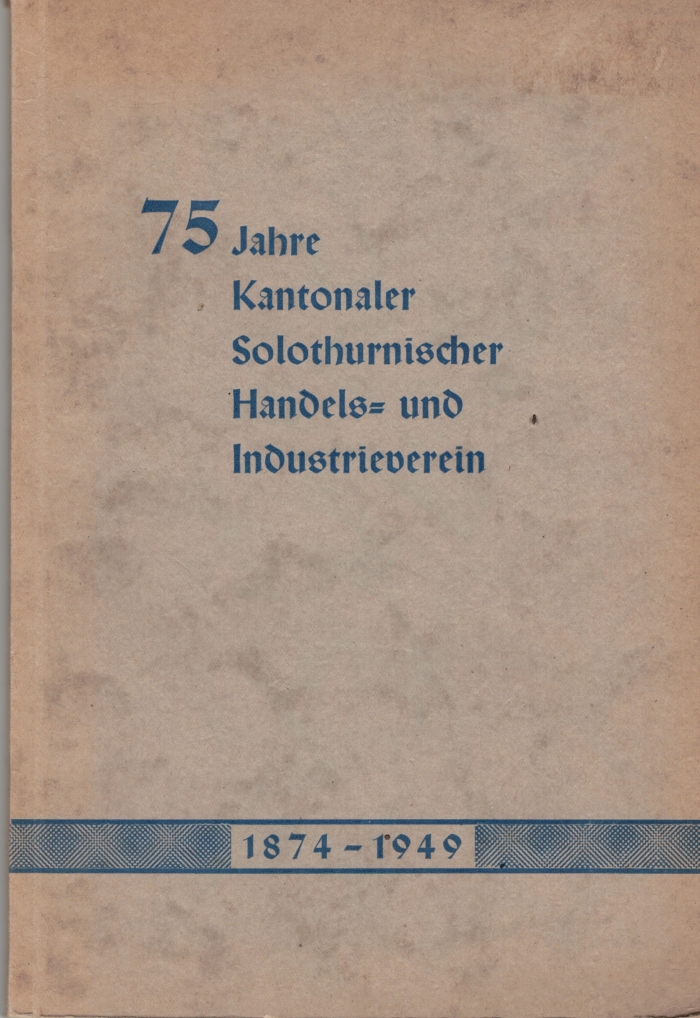 75 Jahre
Kantonaler
Solothurnischer
Handels= und
Industrieverein
1874-1949